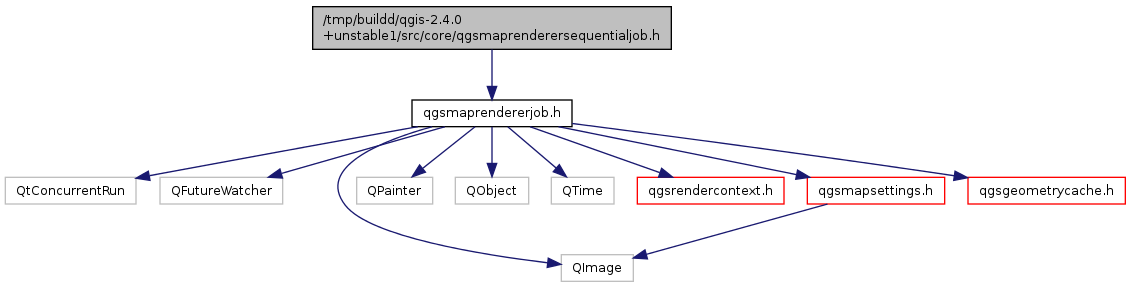 /tmp/buildd/qgis-2.4.0
+unstable1/src/core/qgsmaprenderersequentialjob.h
qgsmaprendererjob.h
QtConcurrentRun
QFutureWatcher
QPainter
QObject
QTime
qgsrendercontext.h
qgsmapsettings.h
qgsgeometrycache.h
QImage